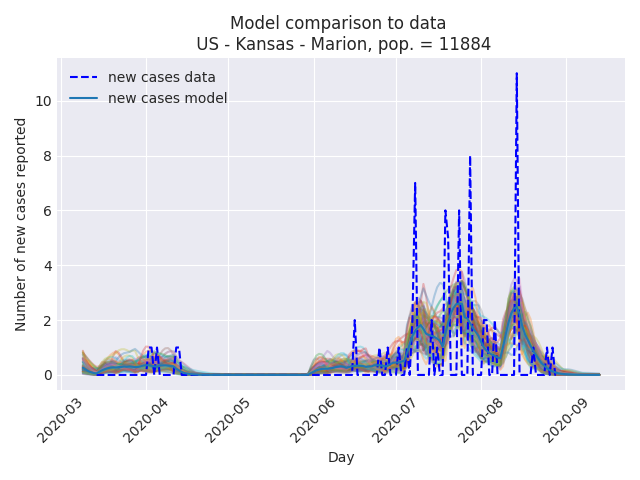 Model comparison to data
US - Kansas - Marion, pop. = 11884
new cases data
new cases model
Number of new cases reported
10
8
6
4
2
0
2020-03
2020-04
2020-05
2020-06
2020-07
2020-08
2020-09
Day